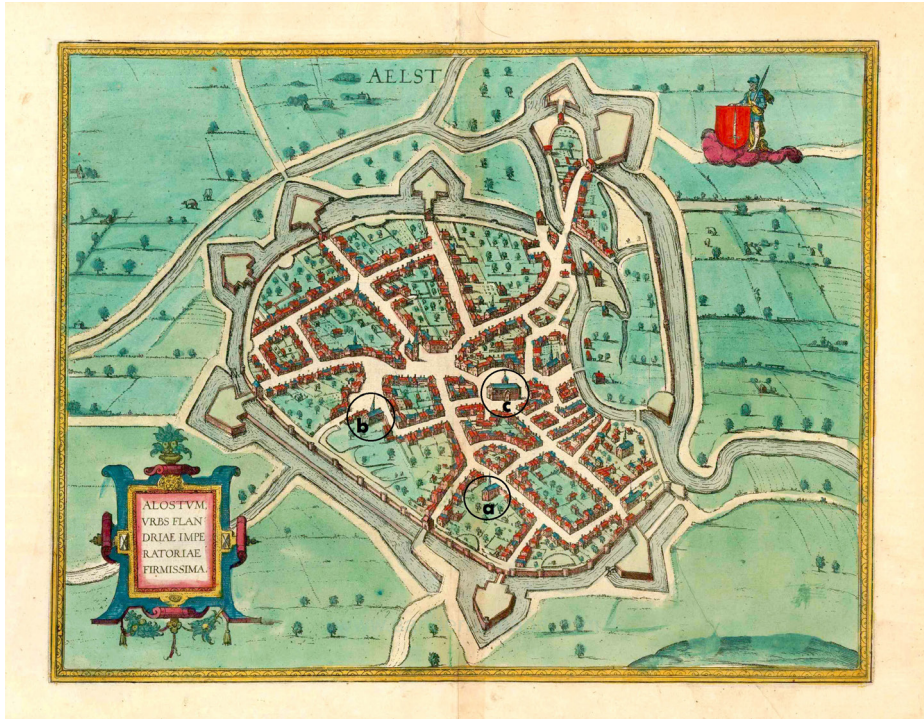 AELST
c
b
a
ALOSTVM,
VRBS FLAN
DRIAE IMPE
RATORIAE
FIRMISSIMA.